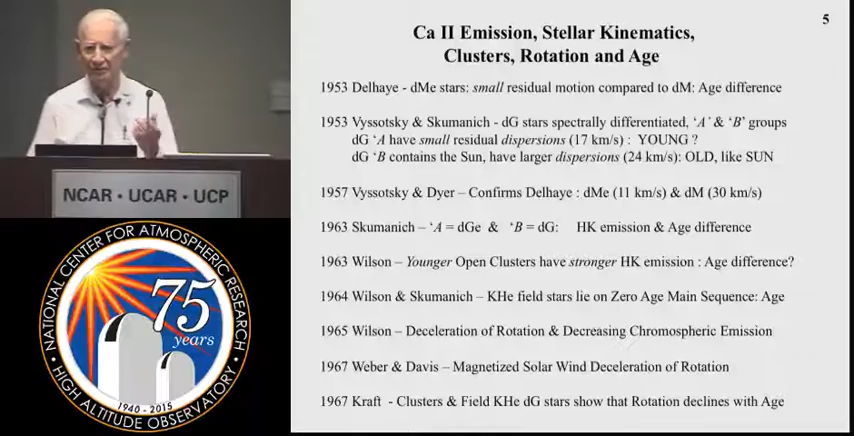 5
Ca II Emission, Stellar Kinematics,
Clusters, Rotation and Age
1953 Delhaye - dMe stars: small residual motion compared to dM: Age difference
1953 Vyssotsky & Skumanich - dG stars spectrally differentiated, ‘A’ & ‘B’ groups
dG ‘A have small residual dispersions (17 km/s) : YOUNG ?
dG ‘B contains the Sun, have larger dispersions (24 km/s): OLD, like SUN
1957 Vyssotsky & Dyer – Confirms Delhaye : dMe (11 km/s) & dM (30 km/s)
1963 Skumanich – ‘A = dGe & ‘B = dG: HK emission & Age difference
1963 Wilson – Younger Open Clusters have stronger HK emission : Age difference?
1964 Wilson & Skumanich – KHe field stars lie on Zero Age Main Sequence: Age
1965 Wilson – Deceleration of Rotation & Decreasing Chromospheric Emission
1967 Weber & Davis – Magnetized Solar Wind Deceleration of Rotation
1967 Kraft - Clusters & Field KHe dG stars show that Rotation declines with Age
NCAR • UCAR • UCP
NATIONAL CENTER FOR ATMOSPHERIC RESEARCH
75
years
1940 - 2015
HIGH ALTITUDE OBSERVATORY